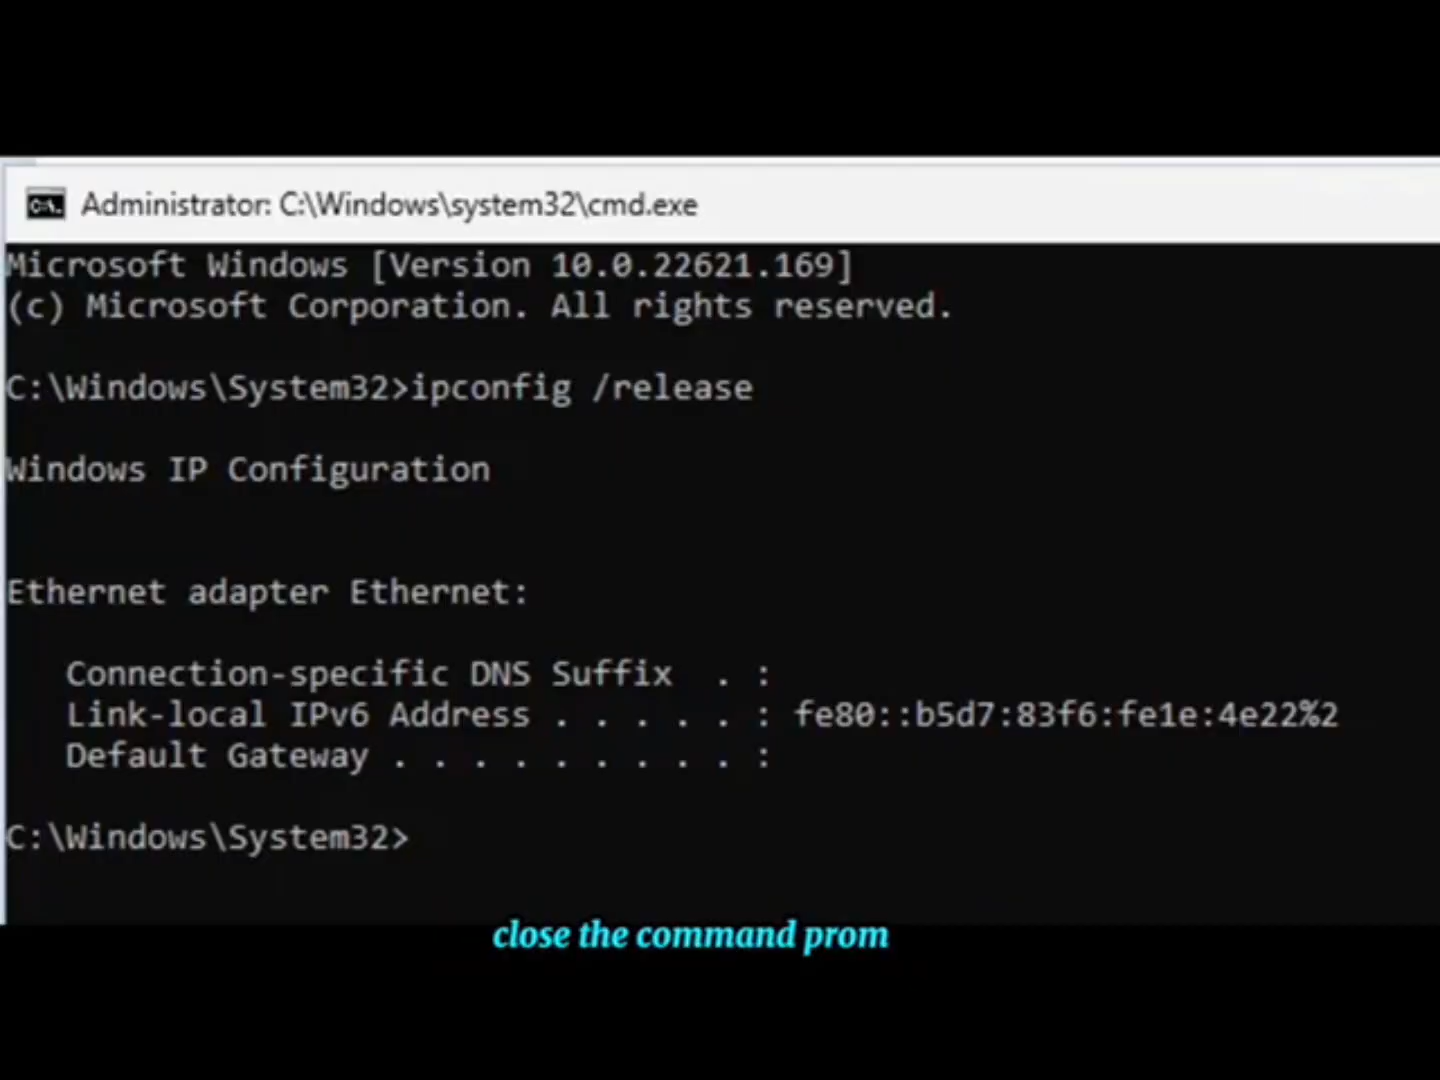 C:\.
Administrator: C:\Windows\system32\cmd.exe
Microsoft Windows [Version 10.0.22621.169]
(c) Microsoft Corporation. All rights reserved.
C:\Windows\System32>ipconfig /release
Windows IP Configuration
Ethernet adapter Ethernet:
Connection-specific DNS Suffix  . :
Link-local IPv6 Address . . . . . : fe80::b5d7:83f6:fe1e:4e22%2
Default Gateway . . . . . . . . . :
C:\Windows\System32>
close the command prom